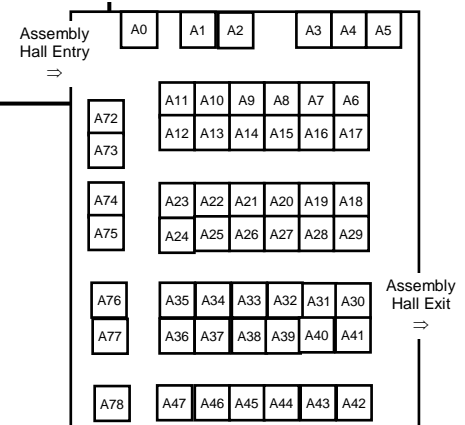 Assembly
Hall Entry
⇒
A0 A1 A2 A3 A4 A5
A11 A10 A9 A8 A7 A6
A72
A12 A13 A14 A15 A16 A17
A73
A74 A23 A22 A21 A20 A19 A18
A75 A24 A25 A26 A27 A28 A29
Assembly
Hall Exit
⇒
A76 A35 A34 A33 A32 A31 A30
A77 A36 A37 A38 A39 A40 A41
A78 A47 A46 A45 A44 A43 A42